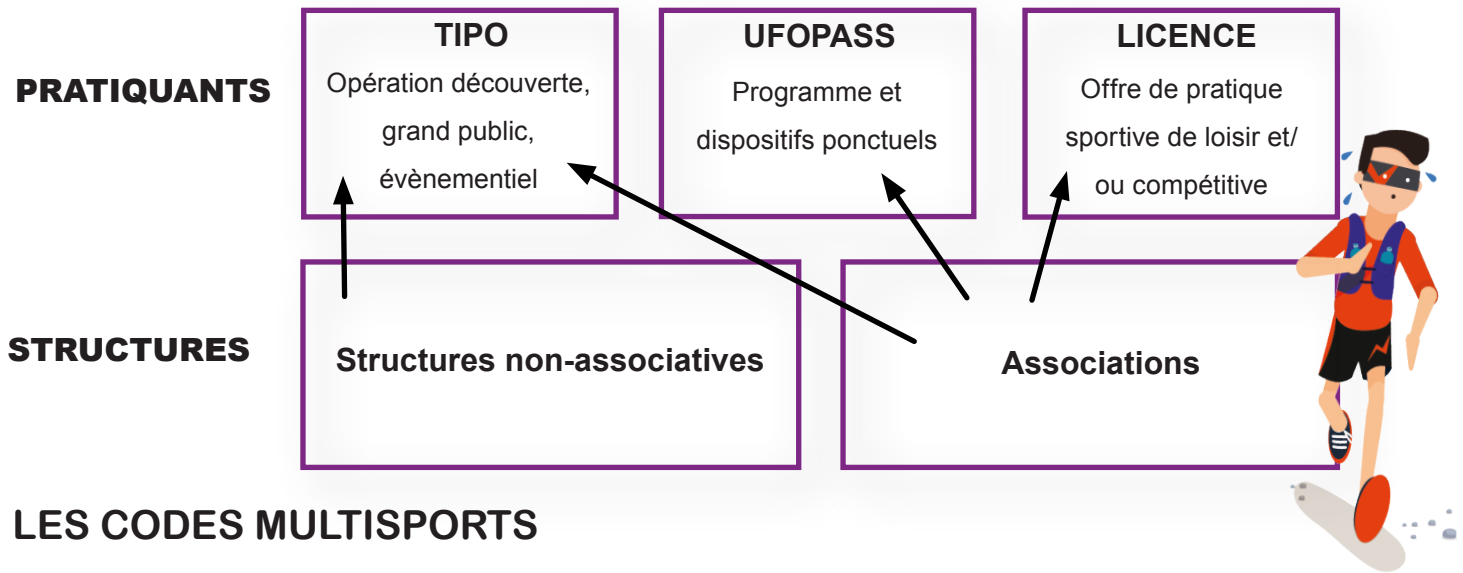 PRATIQUANTS
TIPO
Opération découverte,
grand public,
évènementiel
UFOPASS
Programme et
dispositifs ponctuels
LICENCE
Offre de pratique
sportive de loisir et/
ou compétitive
STRUCTURES
Structures non-associatives
Associations
LES CODES MULTISPORTS